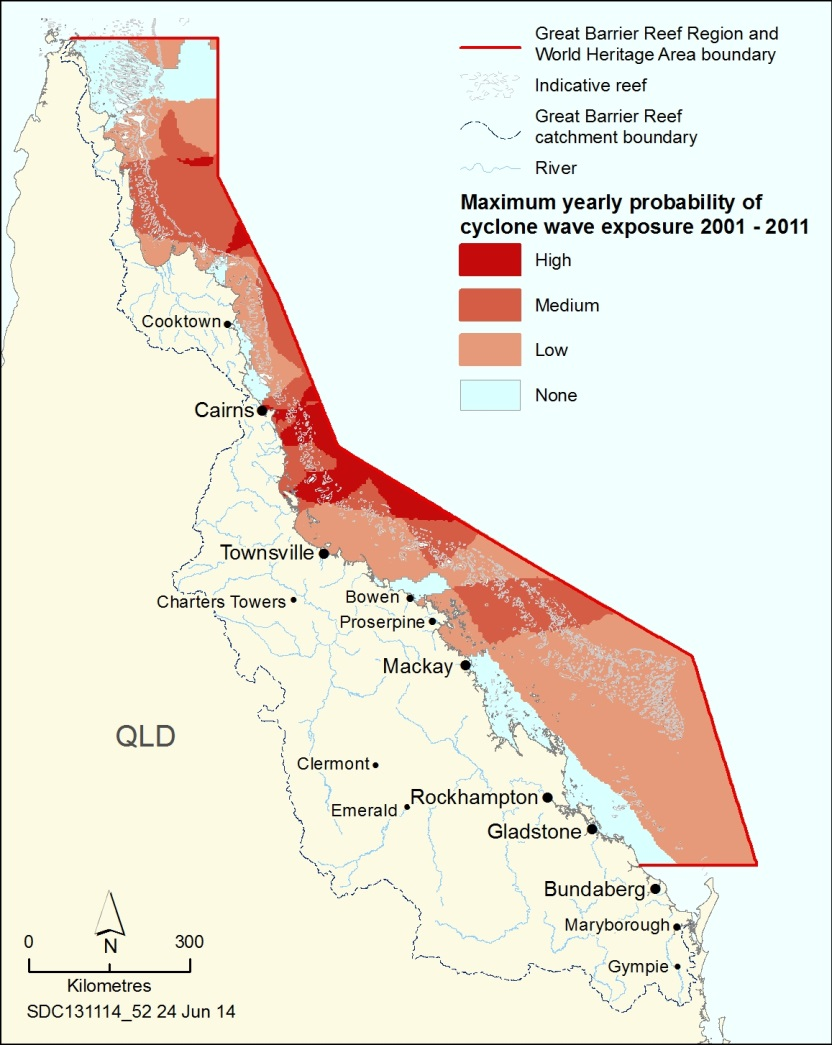 Great Barrier Reef Region and
World Heritage Area boundary
Indicative reef
Great Barrier Reef
catchment boundary
River
Maximum yearly probability of
cyclone wave exposure 2001 - 2011
High
Medium
Low
None
Cooktown
Cairns
Townsville
Charters Towers
Bowen
Proserpine
Mackay
QLD
Clermont
Emerald
Rockhampton
Gladstone
Bundaberg
Maryborough
Gympie
0 300
N
Kilometres
SDC131114_52 24 Jun 14